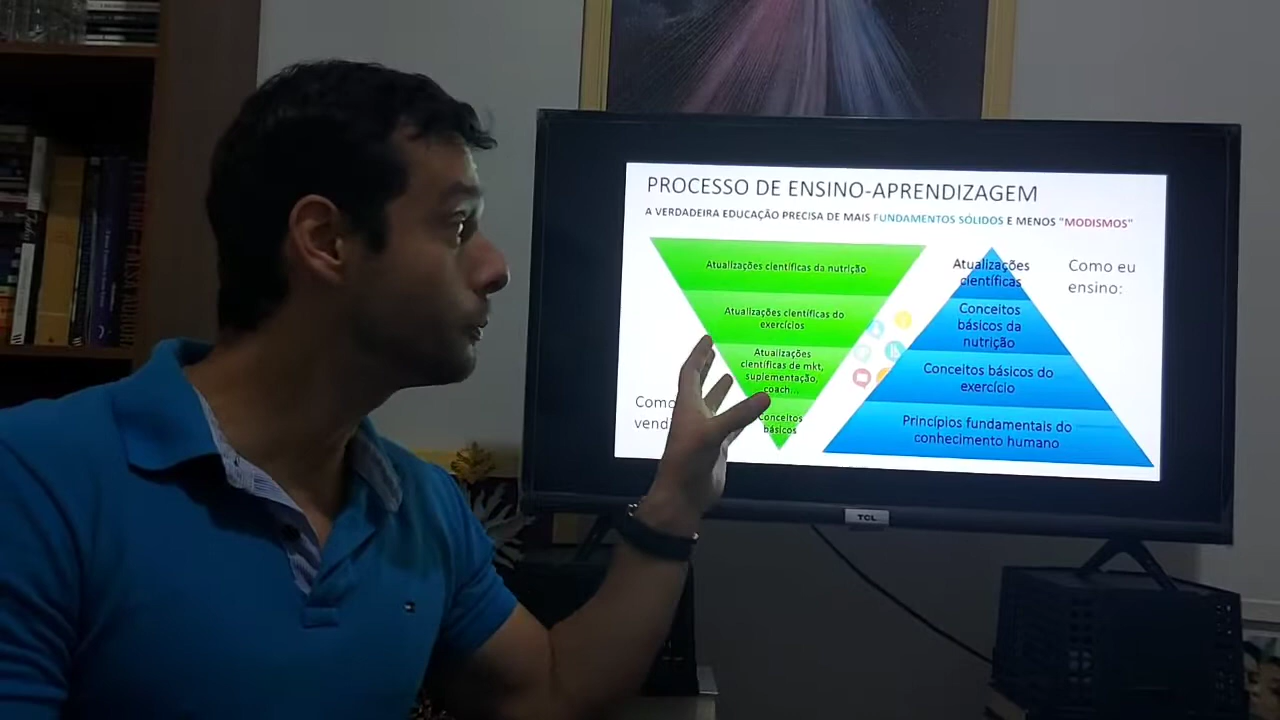 PROCESSO DE ENSINO-APRENDIZAGEM
A VERDADEIRA EDUCAÇÃO PRECISA DE MAIS FUNDAMENTOS SÓLIDOS E MENOS "MODISMOS"
Atualizações científicas da nutrição
Atualizações científicas do
exercícios
Atualizações
científicas de mkt,
suplementação,
coach...
Conceitos
básicos
Como
Atualizações
científicas
Conceitos
básicos da
nutrição
Conceitos básicos do
exercício
Princípios fundamentais do
conhecimento humano
Como eu
ensino:
TCL